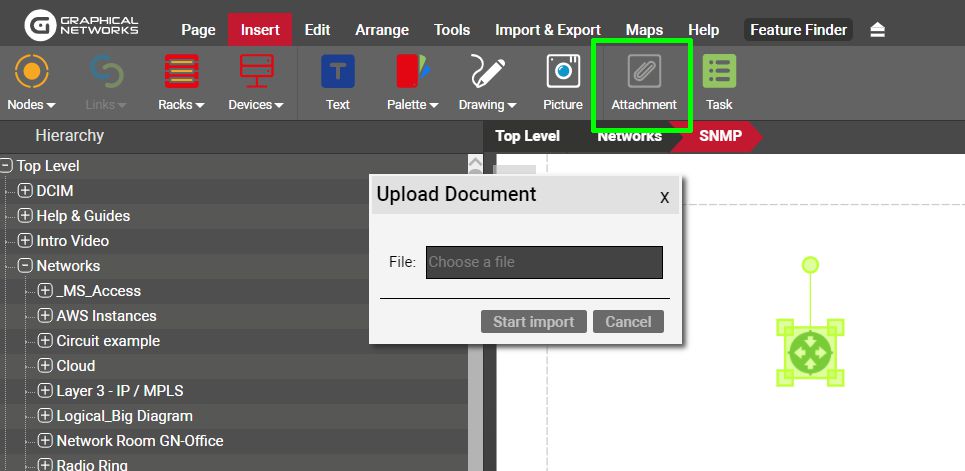 GRAPHICAL
NETWORKS
Page Insert Edit Arrange Tools Import & Export Maps Help Feature Finder
Nodes Links Racks Devices Text Palette Drawing Picture Attachment Task
Hierarchy
Top Level Networks SNMP
Top Level
DCIM
Help & Guides
Intro Video
Networks
_MS_Access
AWS Instances
Circuit example
Cloud
Layer 3 - IP / MPLS
Logical_Big Diagram
Network Room GN-Office
Radio Ring
Upload Document X
File: Choose a file
Start import Cancel